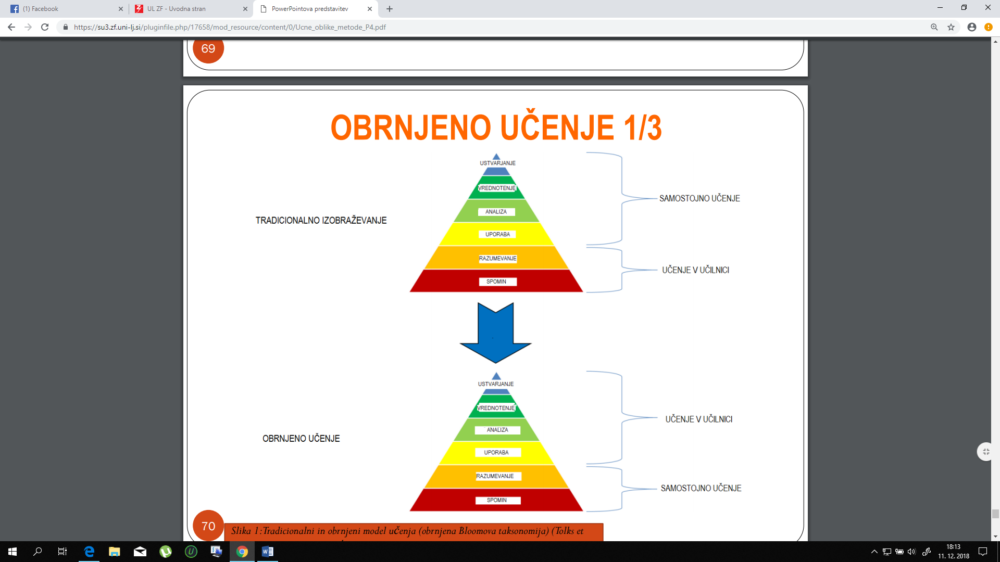 (1) Facebook
UL ZF - Uvodna stran
PowerPointova predstavitev
https://su3.zf.uni-lj.si/pluginfile.php/17658/mod_resource/content/0/Ucne_oblike_metode_P4.pdf
69
OBRNJENO UČENJE 1/3
USTVARJANJE
VREDNOTENJE
SAMOSTOJNO UČENJE
ANALIZA
TRADICIONALNO IZOBRAŽEVANJE
UPORABA
RAZUMEVANJE
UČENJE V UČILNICI
SPOMIN
USTVARJANJE
VREDNOTENJE
UČENJE V UČILNICI
ANALIZA
OBRNJENO UČENJE
UPORABA
RAZUMEVANJE
SAMOSTOJNO UČENJE
SPOMIN
70
Slika 1:Tradicionalni in obrnjeni model učenja (obrnjena Bloomova taksonomija) (Tolks et
18:13
11. 12. 2018